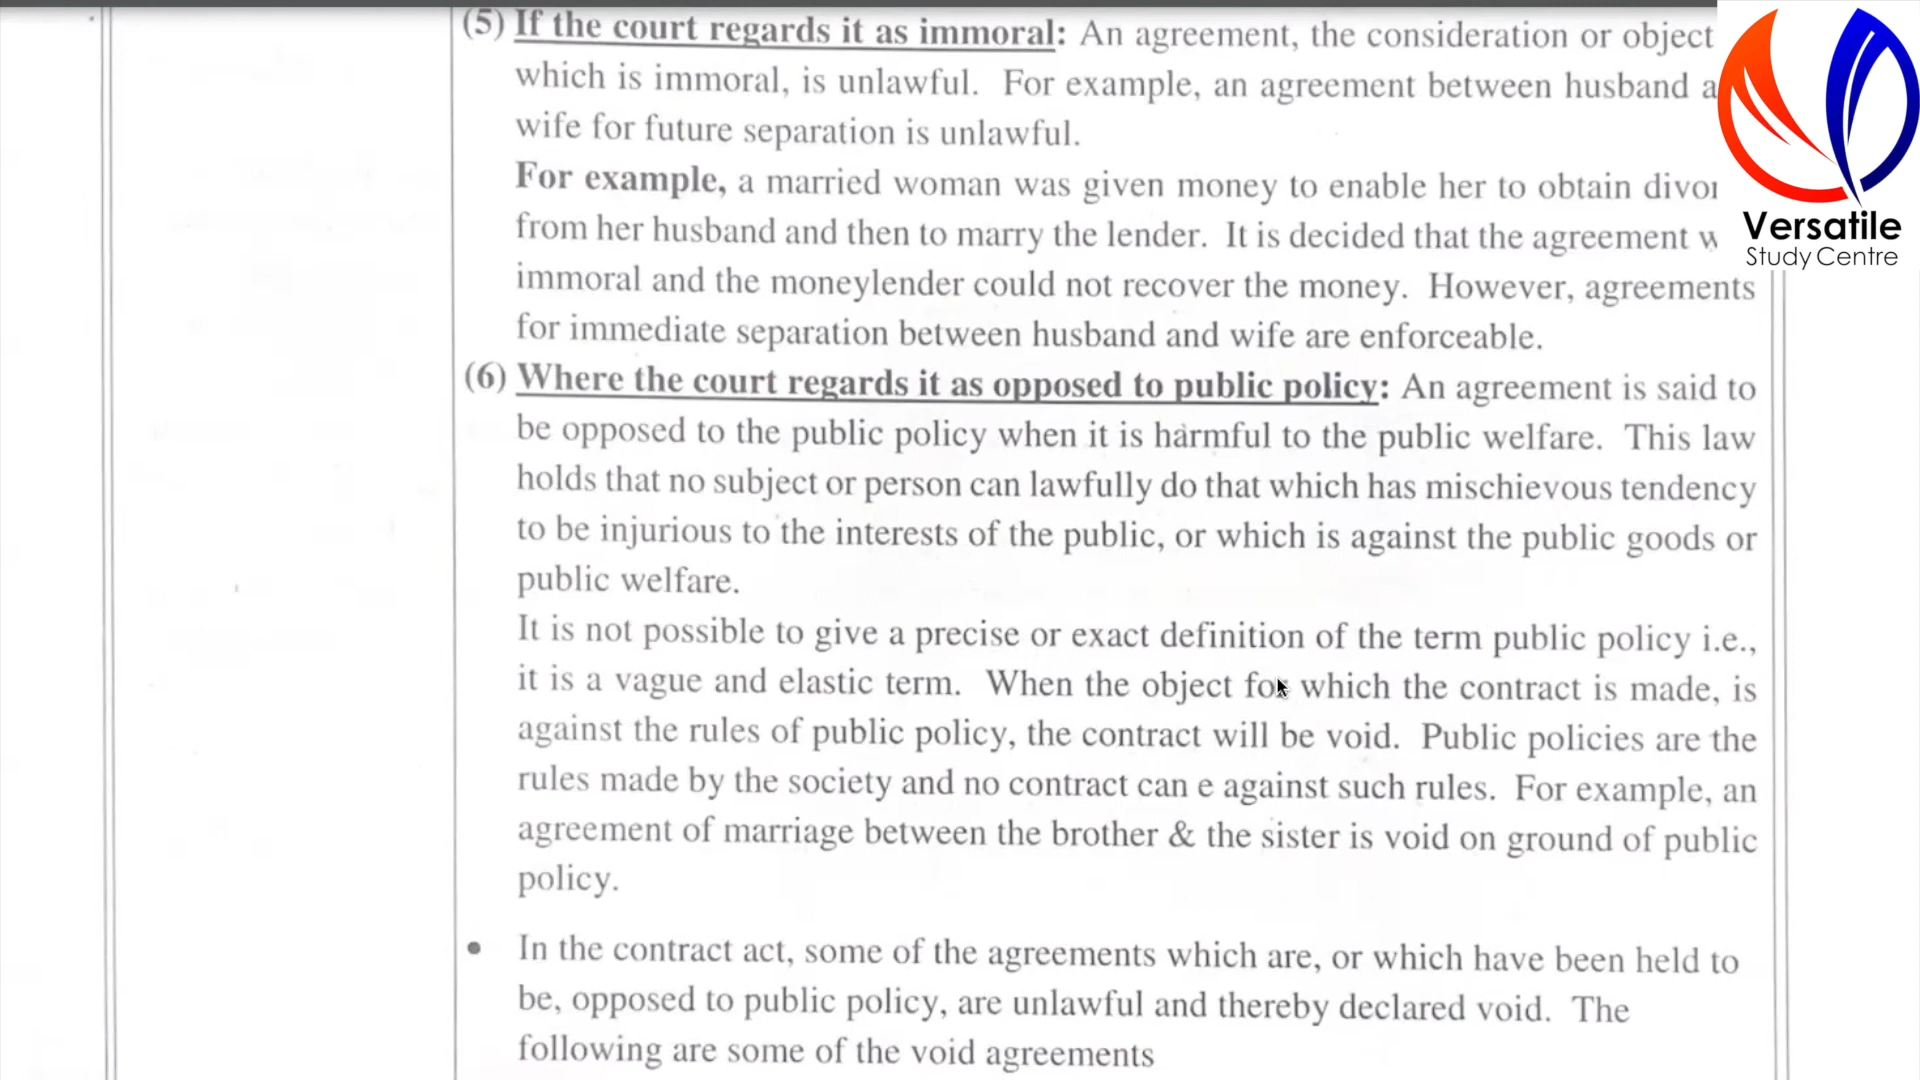 (5) If the court regards it as immoral: An agreement, the consideration or object
which is immoral, is unlawful. For example, an agreement between husband a
wife for future separation is unlawful.
For example, a married woman was given money to enable her to obtain divor
from her husband and then to marry the lender. It is decided that the agreement w
immoral and the moneylender could not recover the money. However, agreements
for immediate separation between husband and wife are enforceable.
(6) Where the court regards it as opposed to public policy: An agreement is said to
be opposed to the public policy when it is harmful to the public welfare. This law
holds that no subject or person can lawfully do that which has mischievous tendency
to be injurious to the interests of the public, or which is against the public goods or
public welfare.
It is not possible to give a precise or exact definition of the term public policy i.e.,
it is a vague and elastic term. When the object for which the contract is made, is
against the rules of public policy, the contract will be void. Public policies are the
rules made by the society and no contract can e against such rules. For example, an
agreement of marriage between the brother & the sister is void on ground of public
policy.
• In the contract act, some of the agreements which are, or which have been held to
be, opposed to public policy, are unlawful and thereby declared void. The
following are some of the void agreements
Versatile
Study Centre